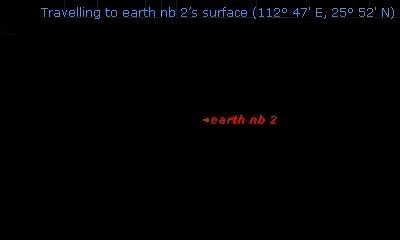 Travelling to earth nb 2's surface (112° 47' E, 25° 52' N)
earth nb 2